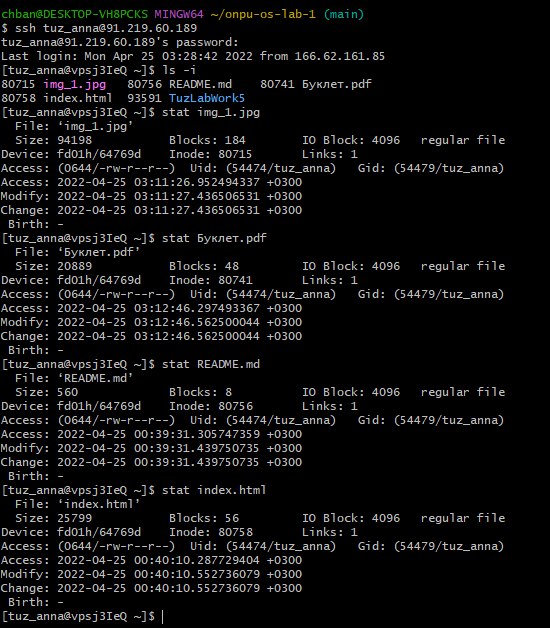 chban@DESKTOP-VH8PCKS MINGW64 ~/onpu-os-lab-1 (main)
$ ssh tuz_anna@91.219.60.189
tuz_anna@91.219.60.189's password:
Last login: Mon Apr 25 03:28:42 2022 from 166.62.161.85
[tuz_anna@vpsj3IeQ ~]$ ls -i
80715 img_1.jpg   80756 README.md   80741 Буклет.pdf
80758 index.html  93591 TuzLabWork5
[tuz_anna@vpsj3IeQ ~]$ stat img_1.jpg
  File: ‘img_1.jpg’
  Size: 94198           Blocks: 184        IO Block: 4096   regular file
Device: fd01h/64769d    Inode: 80715       Links: 1
Access: (0644/-rw-r--r--)  Uid: (54474/tuz_anna)   Gid: (54479/tuz_anna)
Access: 2022-04-25 03:11:26.952494337 +0300
Modify: 2022-04-25 03:11:27.436506531 +0300
Change: 2022-04-25 03:11:27.436506531 +0300
 Birth: -
[tuz_anna@vpsj3IeQ ~]$ stat Буклет.pdf
  File: ‘Буклет.pdf’
  Size: 20889           Blocks: 48         IO Block: 4096   regular file
Device: fd01h/64769d    Inode: 80741       Links: 1
Access: (0644/-rw-r--r--)  Uid: (54474/tuz_anna)   Gid: (54479/tuz_anna)
Access: 2022-04-25 03:12:46.297493367 +0300
Modify: 2022-04-25 03:12:46.562500044 +0300
Change: 2022-04-25 03:12:46.562500044 +0300
 Birth: -
[tuz_anna@vpsj3IeQ ~]$ stat README.md
  File: ‘README.md’
  Size: 560             Blocks: 8          IO Block: 4096   regular file
Device: fd01h/64769d    Inode: 80756       Links: 1
Access: (0644/-rw-r--r--)  Uid: (54474/tuz_anna)   Gid: (54479/tuz_anna)
Access: 2022-04-25 00:39:31.305747359 +0300
Modify: 2022-04-25 00:39:31.439750735 +0300
Change: 2022-04-25 00:39:31.439750735 +0300
 Birth: -
[tuz_anna@vpsj3IeQ ~]$ stat index.html
  File: ‘index.html’
  Size: 25799           Blocks: 56         IO Block: 4096   regular file
Device: fd01h/64769d    Inode: 80758       Links: 1
Access: (0644/-rw-r--r--)  Uid: (54474/tuz_anna)   Gid: (54479/tuz_anna)
Access: 2022-04-25 00:40:10.287729404 +0300
Modify: 2022-04-25 00:40:10.552736079 +0300
Change: 2022-04-25 00:40:10.552736079 +0300
 Birth: -
[tuz_anna@vpsj3IeQ ~]$